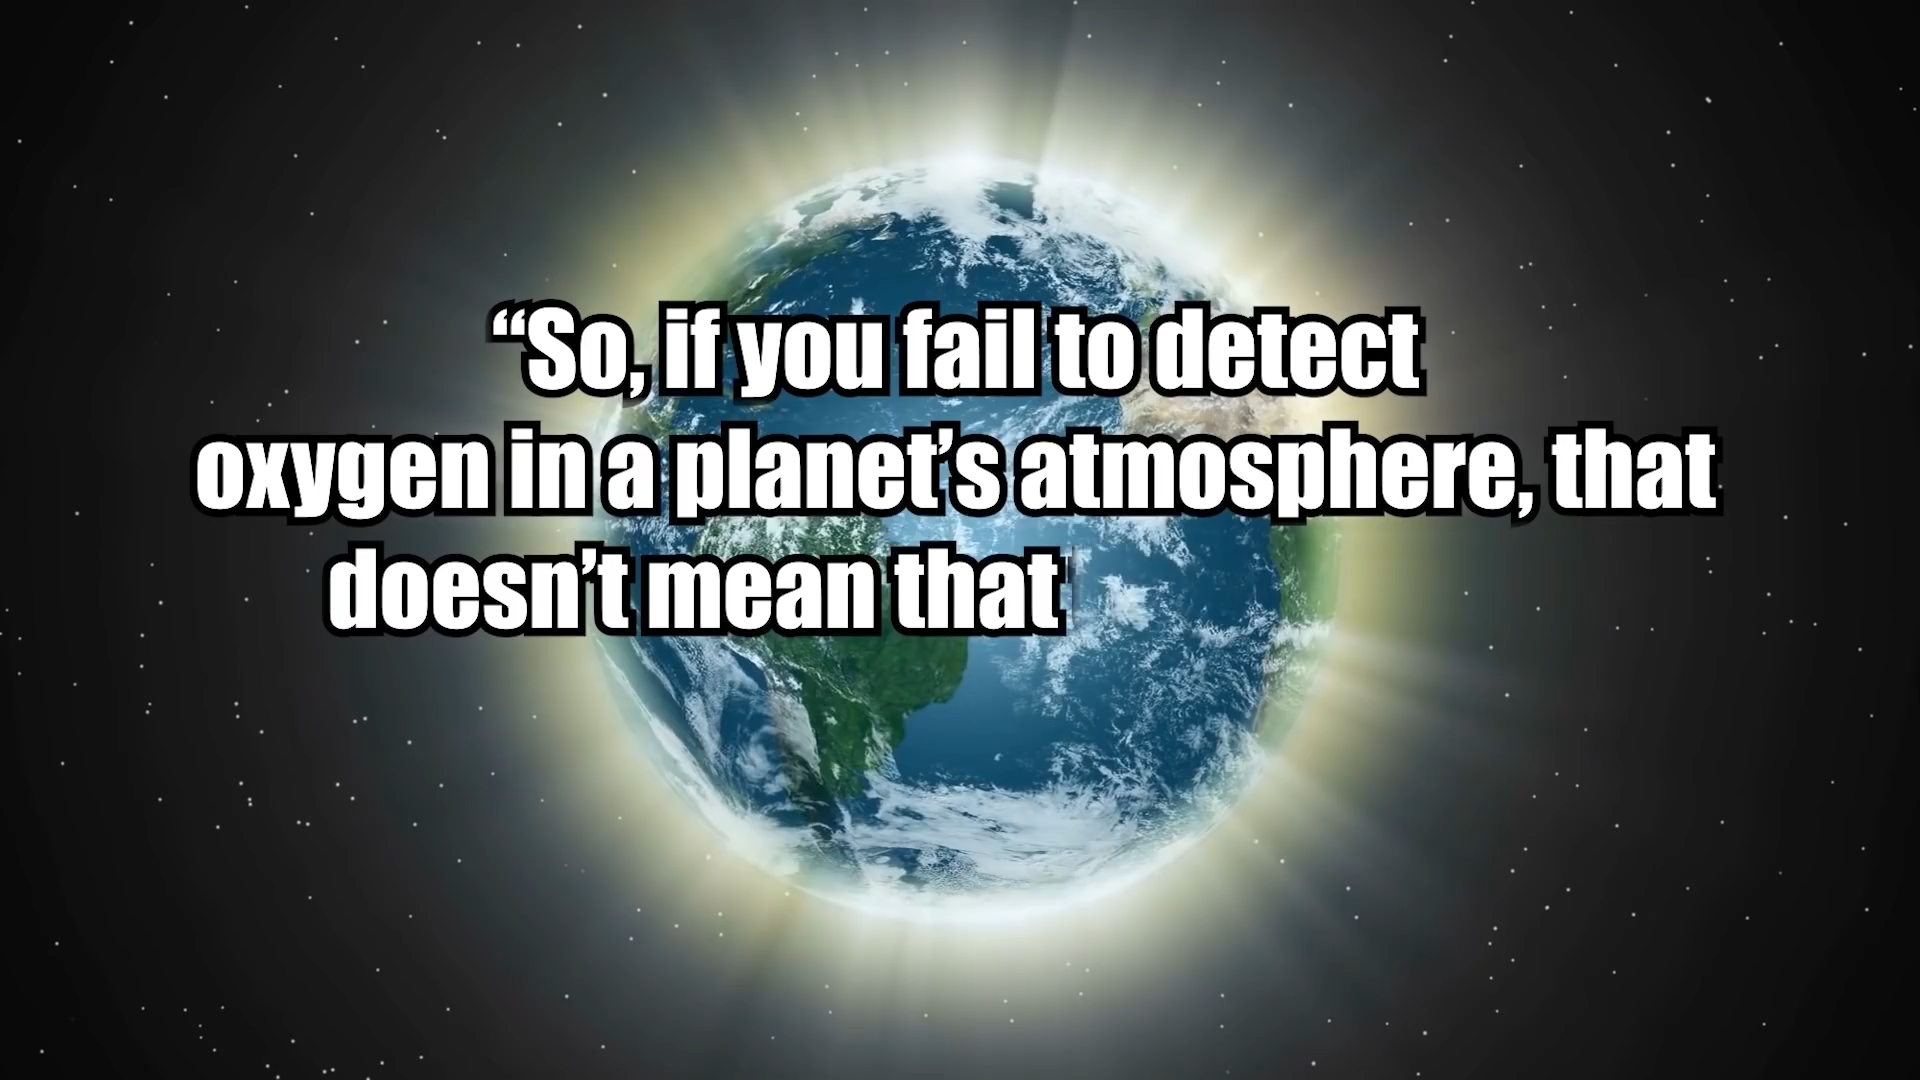 “So, if you fail to detect
oxygen in a planet’s atmosphere, that
doesn’t mean that